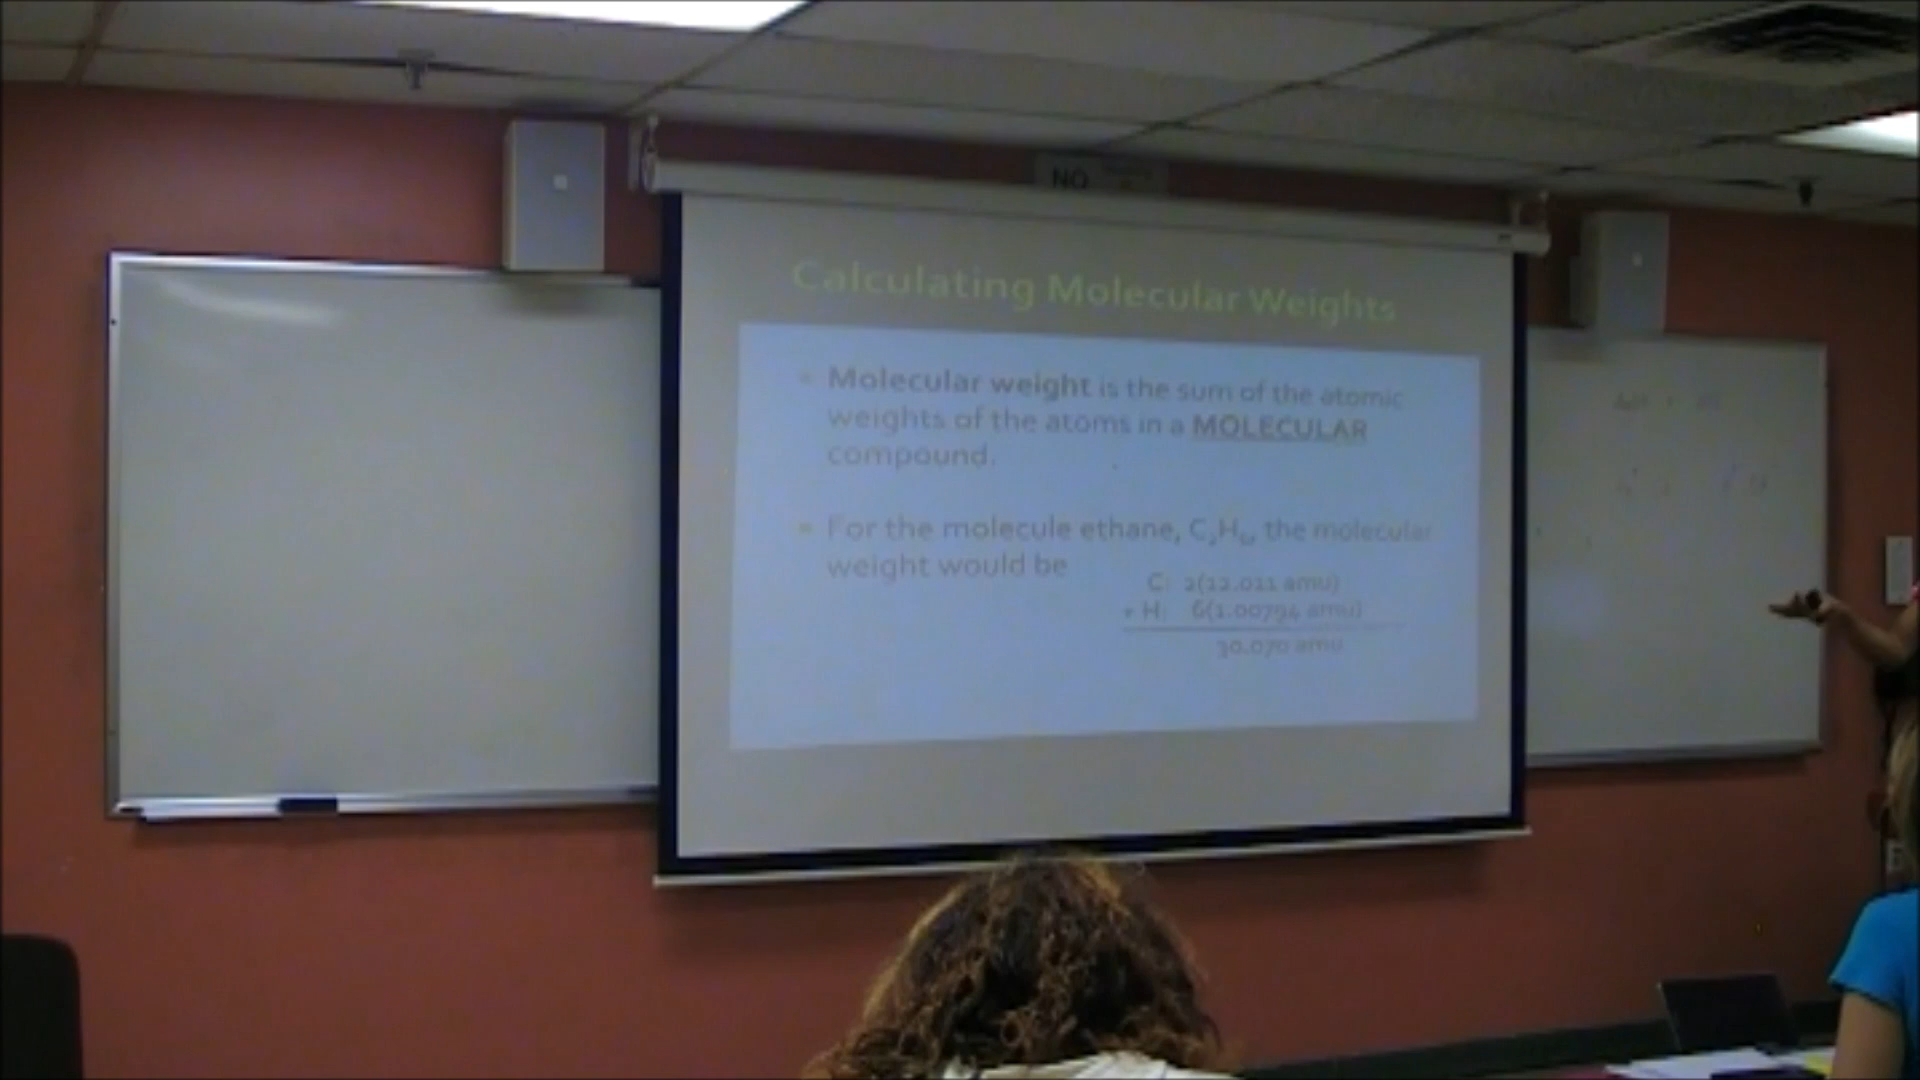 NO
Calculating Molecular Weights
Molecular weight is the sum of the atomic
weights of the atoms in a MOLECULAR
compound.
For the molecule ethane, C₂H₆, the molecular
weight would be
C: 2(12.011 amu)
+ H: 6(1.00794 amu)
30.070 amu